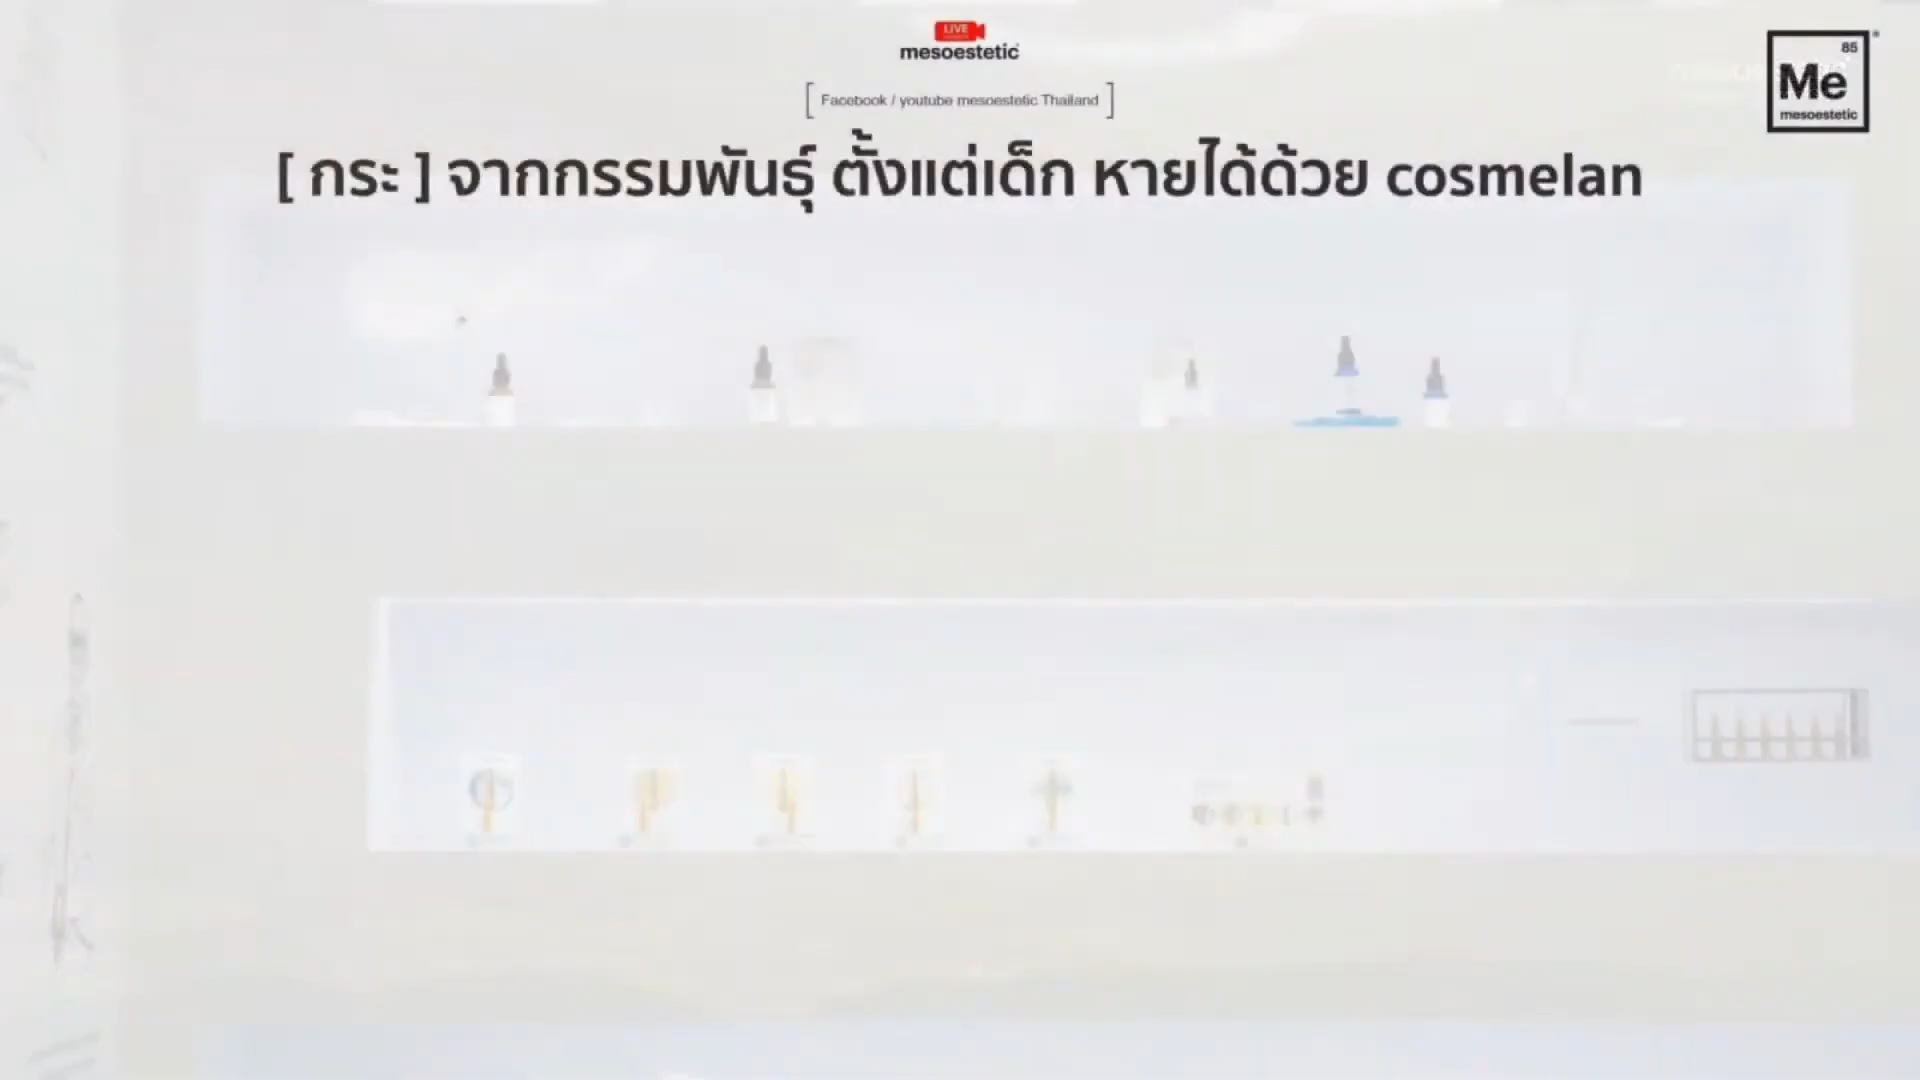 LIVE
mesoestetic
[ Facebook / youtube mesoestetic Thailand ]
85
Me
mesoestetic
[ กระ ] จากกรรมพันธุ์ ตั้งแต่เด็ก หายได้ด้วย cosmelan